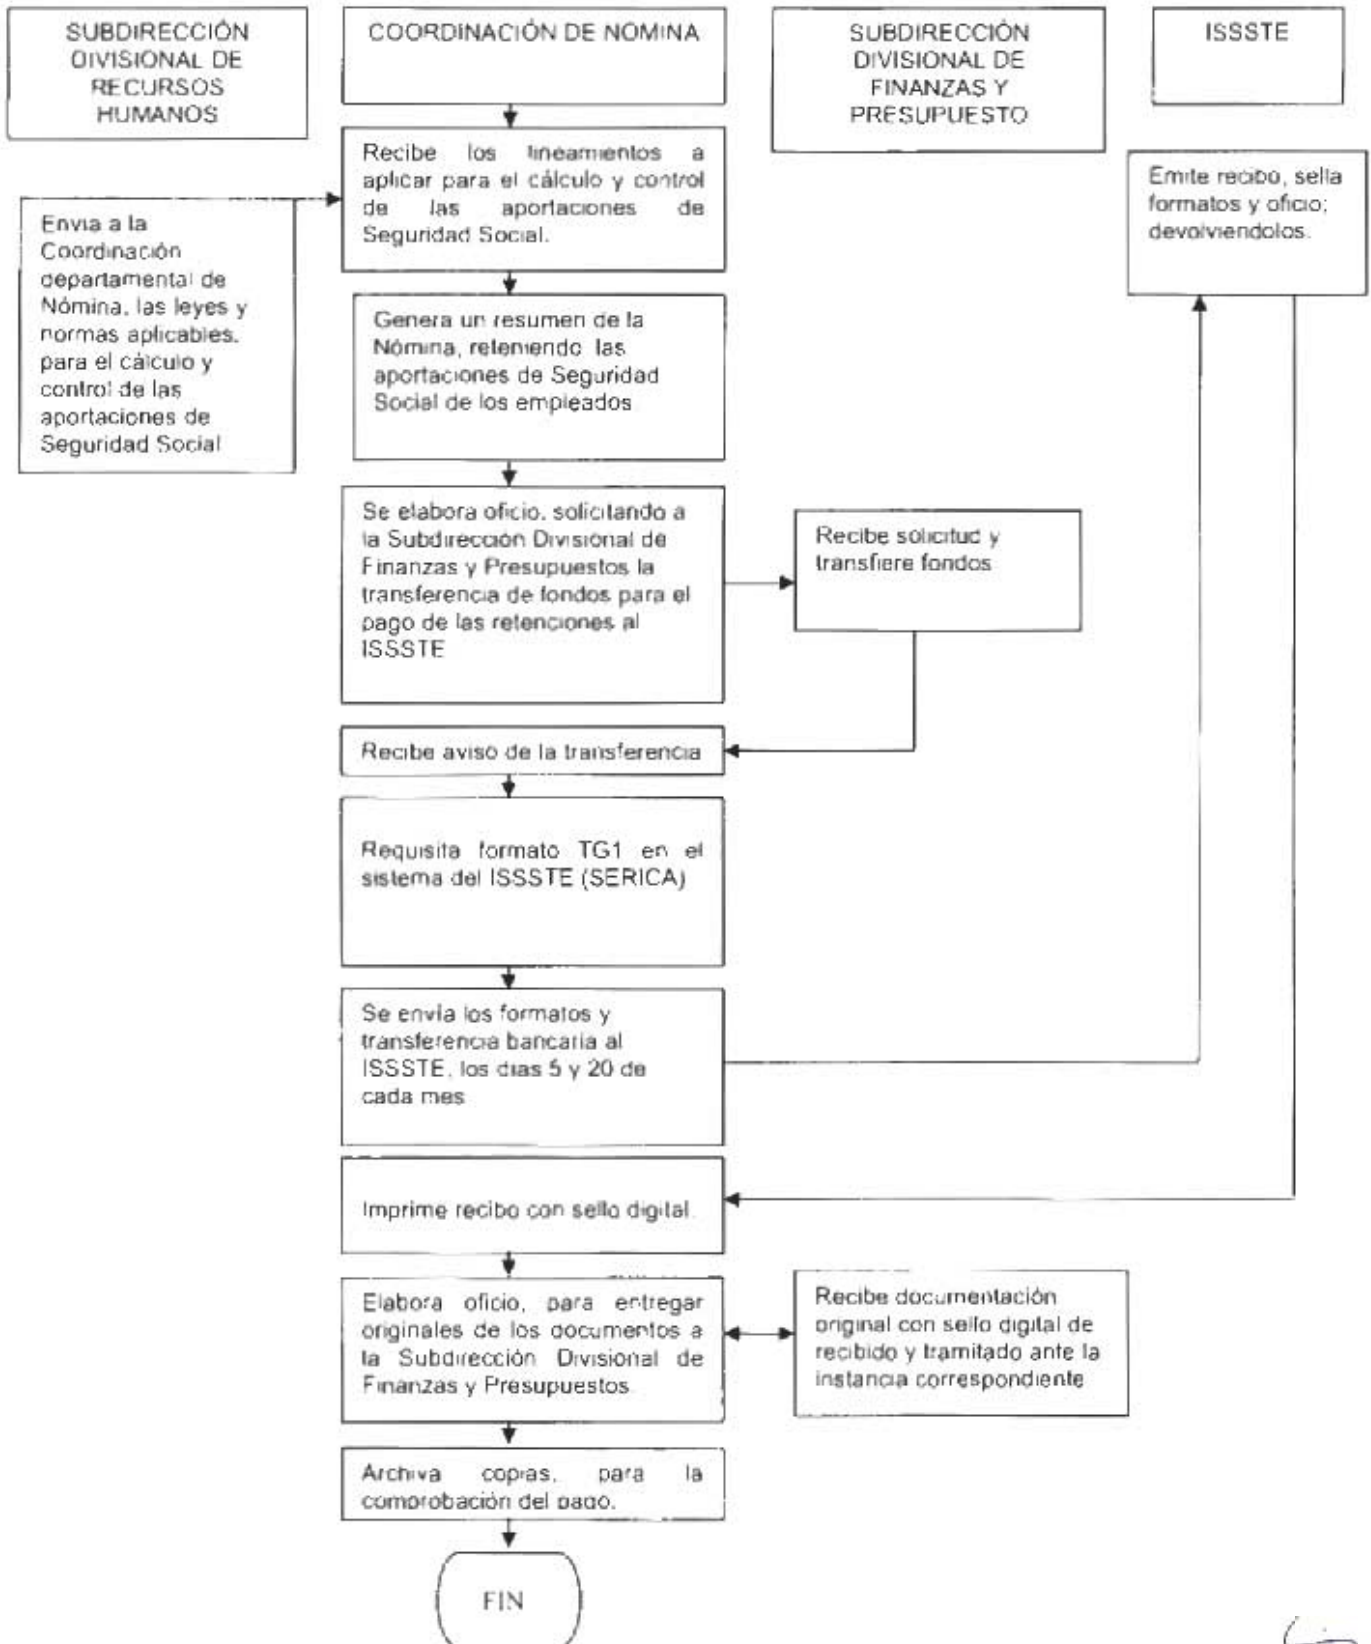 SUBDIRECCIÓN
DIVISIONAL DE
RECURSOS
HUMANOS
COORDINACIÓN DE NOMINA
SUBDIRECCIÓN
DIVISIONAL DE
FINANZAS Y
PRESUPUESTO
ISSSTE
Envia a la
Coordinación
departamental de
Nómina, las leyes y
normas aplicables,
para el cálculo y
control de las
aportaciones de
Seguridad Social
Recibe los lineamientos a
aplicar para el cálculo y control
de las aportaciones de
Seguridad Social.
Genera un resumen de la
Nómina, reteniendo las
aportaciones de Seguridad
Social de los empleados
Se elabora oficio, solicitando a
la Subdirección Divisional de
Finanzas y Presupuestos la
transferencia de fondos para el
pago de las retenciones al
ISSSTE
Recibe solicitud y
transfiere fondos
Recibe aviso de la transferencia
Requisita formato TG1 en el
sistema del ISSSTE (SERICA)
Se envía los formatos y
transferencia bancaria al
ISSSTE, los dias 5 y 20 de
cada mes
Emite recibo, sella
formatos y oficio;
devolviendolos.
Imprime recibo con sello digital.
Elabora oficio, para entregar
originales de los documentos a
la Subdirección Divisional de
Finanzas y Presupuestos.
Recibe documentación
original con sello digital de
recibido y tramitado ante la
instancia correspondiente
Archiva copias, para la
comprobación del pago.
FIN